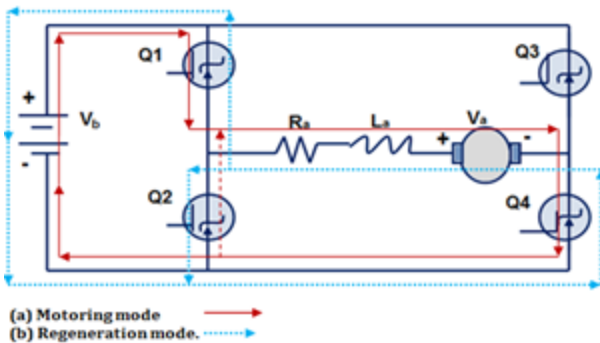 Q1
Q3
+
Vb
-
Ra
La
Va
+
-
Q2
Q4
(a) Motoring mode
(b) Regeneration mode.